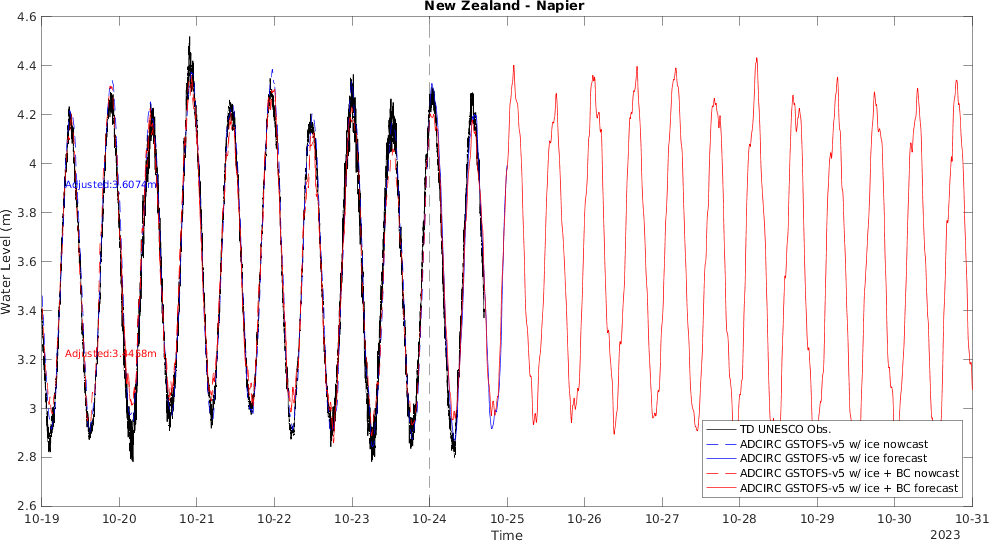 New Zealand - Napier
4.6
4.4
4.2
4
3.8
3.6
3.4
3.2
3
2.8
2.6
Water Level (m)
Adjusted:3.6074m
TD UNESCO Obs.
ADCIRC GSTOFS-v5 w/ ice nowcast
ADCIRC GSTOFS-v5 w/ ice forecast
ADCIRC GSTOFS-v5 w/ ice + BC nowcast
ADCIRC GSTOFS-v5 w/ ice + BC forecast
10-19
10-20
10-21
10-22
10-23
10-24
10-25
10-26
10-27
10-28
10-29
10-30
10-31
Time
2023